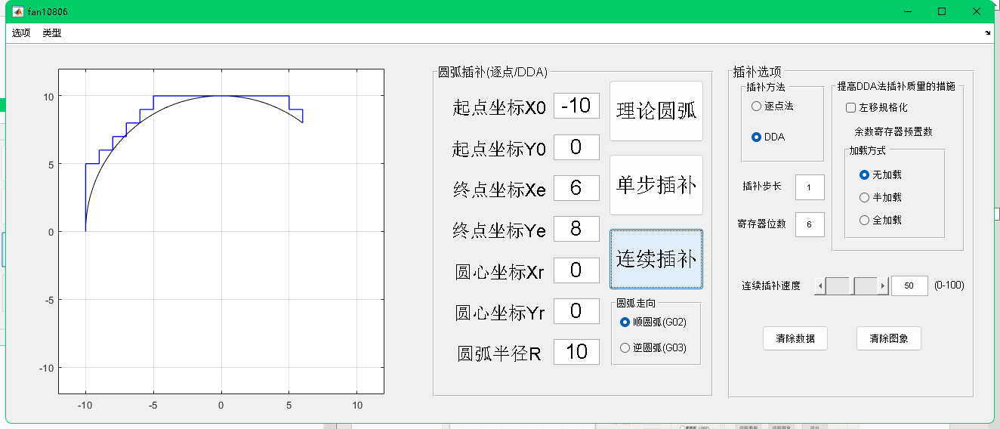 fan10806
选项 类型
10
5
0
-5
-10
-10 -5 0 5 10
圆弧插补(逐点/DDA)
起点坐标X0 -10
起点坐标Y0 0
终点坐标Xe 6
终点坐标Ye 8
圆心坐标Xr 0
圆心坐标Yr 0
圆弧半径R 10
理论圆弧
单步插补
连续插补
圆弧走向
顺圆弧(G02)
逆圆弧(G03)
插补选项
插补方法
逐点法
DDA
插补步长 1
寄存器位数 6
提高DDA法插补质量的措施
左移规格化
余数寄存器预置数
加载方式
无加载
半加载
全加载
连续插补速度 50 (0-100)
清除数据 清除图象